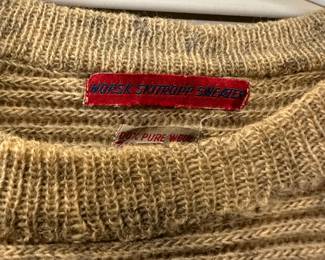 NORSK SKITROPP SWEATER
100% PURE WOOL